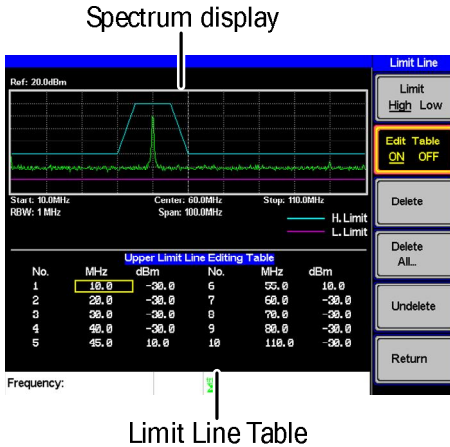 Spectrum display
Limit Line
Ref: 20.0dBm
Limit
High Low
Edit Table
ON OFF
Start: 10.0MHz Center: 60.0MHz Stop: 110.0MHz
RBW: 1 MHz Span: 100.0MHz
H. Limit
L. Limit
Delete
Delete
All...
Undelete
Return
Upper Limit Line Editing Table
No. MHz dBm No. MHz dBm
1 10.0 -30.0 6 55.0 10.0
2 20.0 -30.0 7 60.0 -30.0
3 30.0 -30.0 8 70.0 -30.0
4 40.0 -30.0 9 80.0 -30.0
5 45.0 10.0 10 110.0 -30.0
Frequency:
Limit Line Table